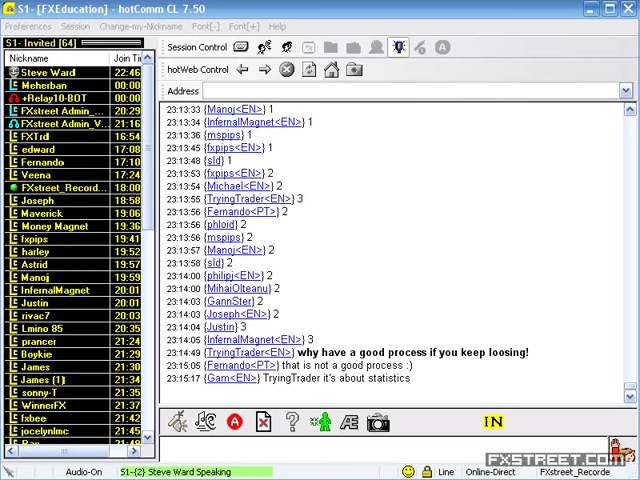 S1- [FXEducation] - hotComm CL 7.50
Preferences Session Change-my-Nickname Font[-] Font[+] Help
S1- Invited [64]
Session Control
Nickname Join Ti
hotWeb Control
Address
Steve Ward 22:46
Meherban 00:00
+Relay10-BOT 00:00
FXstreet Admin_ 20:29
FXstreet Admin_V... 21:16
FXTrd 16:54
edward 17:08
Fernando 17:10
Veena 17:24
FXstreet_Record... 18:00
Joseph 18:58
Maverick 19:06
Money Magnet 19:36
fxpips 19:41
harley 19:52
Astrid 19:58
Manoj 19:59
InfernalMagnet 20:01
Justin 20:01
rivac7 20:03
Lmino 85 20:35
prancer 21:24
Boykie 21:28
James 21:30
James (1) 21:34
sonny-T 21:37
WinnerFX 21:37
fxbee 21:42
jocelynlmc 21:45
23:13:33 {Manoj<EN>} 1
23:13:34 {InfernalMagnet<EN>} 1
23:13:36 {mspips} 1
23:13:45 {fxpips<EN>} 1
23:13:48 {sld} 1
23:13:53 {fxpips<EN>} 2
23:13:54 {Michael<EN>} 2
23:13:55 {TryingTrader<EN>} 3
23:13:56 {Fernando<PT>} 2
23:13:56 {phloid} 2
23:13:56 {mspips} 2
23:13:57 {Manoj<EN>} 2
23:13:58 {sld} 2
23:14:00 {philipj<EN>} 2
23:14:02 {MihaiOlteanu} 2
23:14:03 {GannSter} 2
23:14:03 {Joseph<EN>} 2
23:14:04 {Justin} 3
23:14:05 {InfernalMagnet<EN>} 3
23:14:49 {TryingTrader<EN>} why have a good process if you keep loosing!
23:15:05 {Fernando<PT>} that is not a good process :)
23:15:17 {Gam<EN>} TryingTrader it's about statistics
IN
FXSTREET.COM
Audio-On S1-{2} Steve Ward Speaking Line Online-Direct FXstreet_Recorde